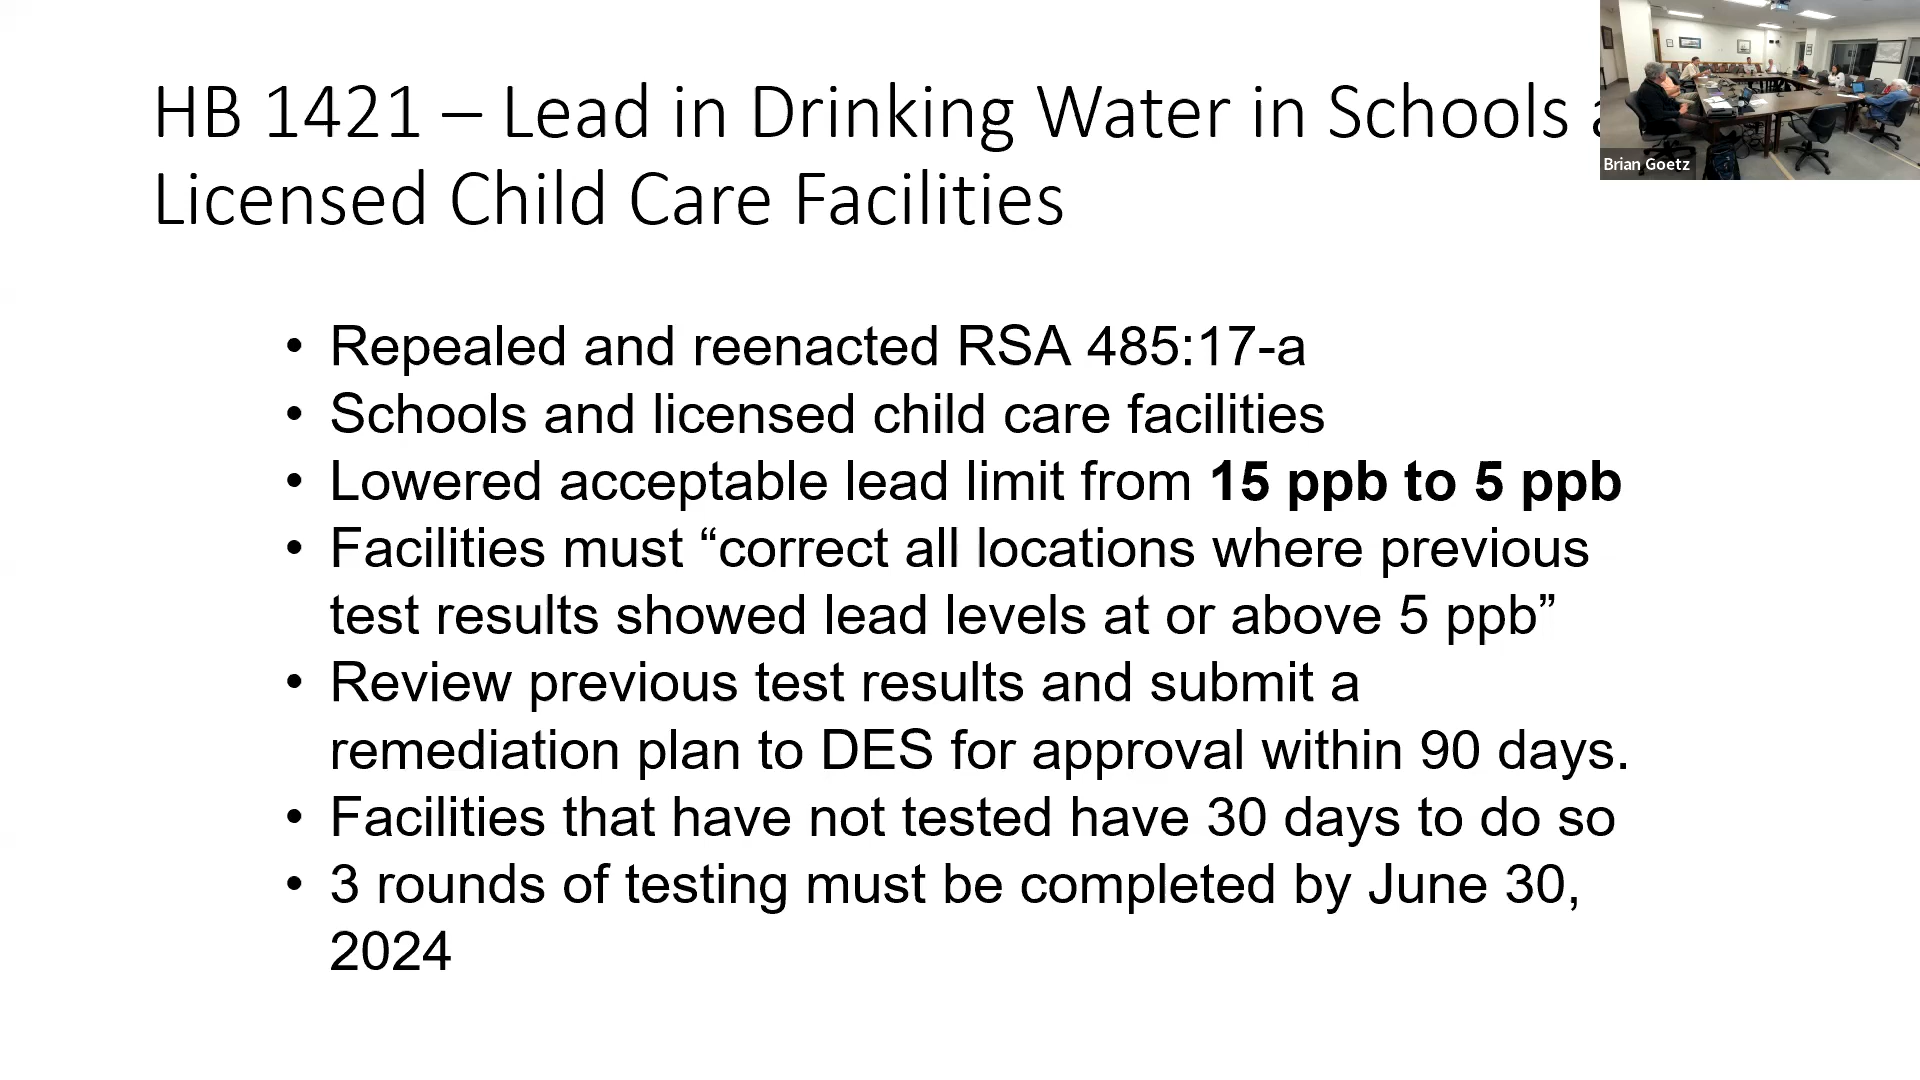 HB 1421 – Lead in Drinking Water in Schools
Licensed Child Care Facilities
Brian Goetz
• Repealed and reenacted RSA 485:17-a
• Schools and licensed child care facilities
• Lowered acceptable lead limit from 15 ppb to 5 ppb
• Facilities must “correct all locations where previous
test results showed lead levels at or above 5 ppb”
• Review previous test results and submit a
remediation plan to DES for approval within 90 days.
• Facilities that have not tested have 30 days to do so
• 3 rounds of testing must be completed by June 30,
2024